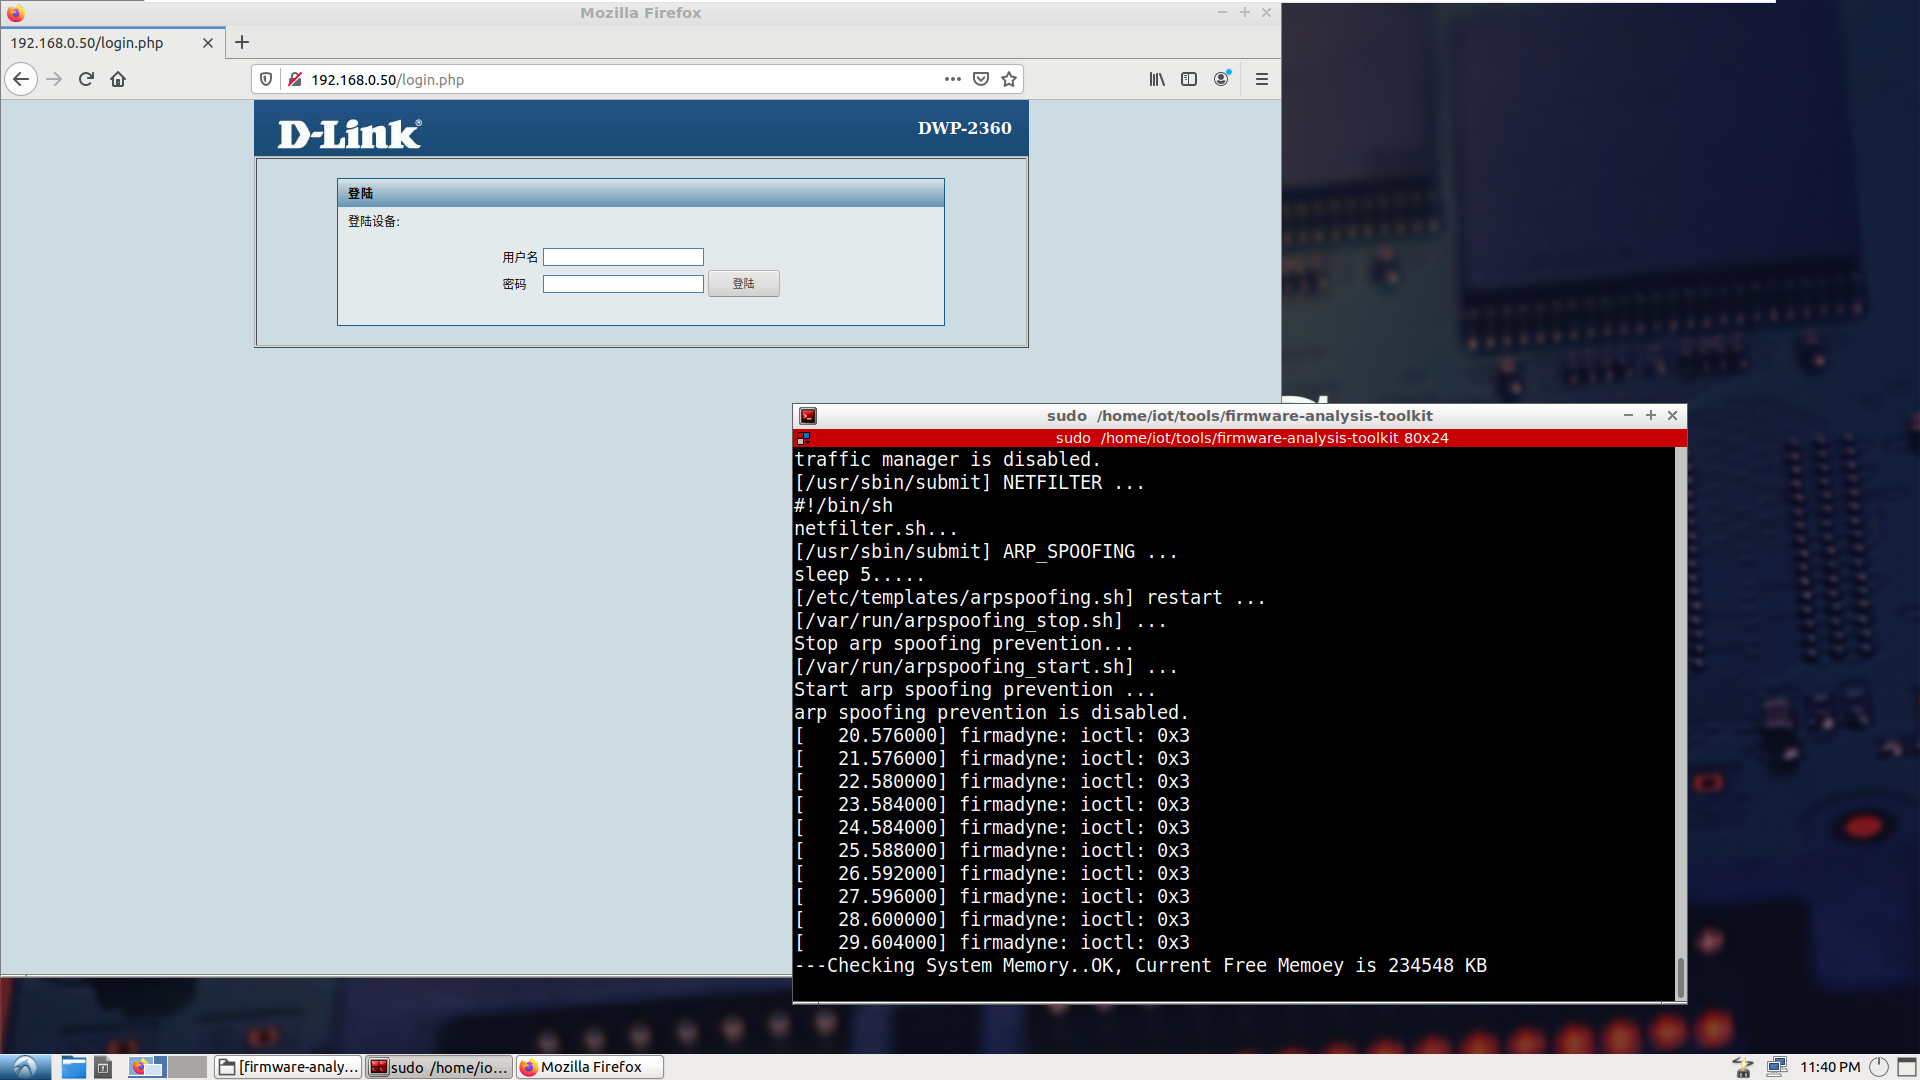 Mozilla Firefox
192.168.0.50/login.php
192.168.0.50/login.php
D-Link®
DWP-2360
登陆
登陆设备:
用户名
密码
登陆
sudo /home/iot/tools/firmware-analysis-toolkit
sudo /home/iot/tools/firmware-analysis-toolkit 80x24
traffic manager is disabled.
[/usr/sbin/submit] NETFILTER ...
#!/bin/sh
netfilter.sh...
[/usr/sbin/submit] ARP_SPOOFING ...
sleep 5.....
[/etc/templates/arpspoofing.sh] restart ...
[/var/run/arpspoofing_stop.sh] ...
Stop arp spoofing prevention...
[/var/run/arpspoofing_start.sh] ...
Start arp spoofing prevention ...
arp spoofing prevention is disabled.
[   20.576000] firmadyne: ioctl: 0x3
[   21.576000] firmadyne: ioctl: 0x3
[   22.580000] firmadyne: ioctl: 0x3
[   23.584000] firmadyne: ioctl: 0x3
[   24.584000] firmadyne: ioctl: 0x3
[   25.588000] firmadyne: ioctl: 0x3
[   26.592000] firmadyne: ioctl: 0x3
[   27.596000] firmadyne: ioctl: 0x3
[   28.600000] firmadyne: ioctl: 0x3
[   29.604000] firmadyne: ioctl: 0x3
---Checking System Memory..OK, Current Free Memoey is 234548 KB
[firmware-analy...
sudo /home/io...
Mozilla Firefox
11:40 PM